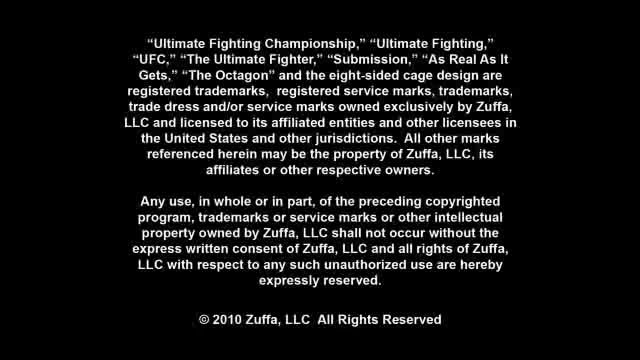 “Ultimate Fighting Championship,” “Ultimate Fighting,”
“UFC,” “The Ultimate Fighter,” “Submission,” “As Real As It
Gets,” “The Octagon” and the eight-sided cage design are
registered trademarks,  registered service marks, trademarks,
trade dress and/or service marks owned exclusively by Zuffa,
LLC and licensed to its affiliated entities and other licensees in
the United States and other jurisdictions.  All other marks
referenced herein may be the property of Zuffa, LLC, its
affiliates or other respective owners.
Any use, in whole or in part, of the preceding copyrighted
program, trademarks or service marks or other intellectual
property owned by Zuffa, LLC shall not occur without the
express written consent of Zuffa, LLC and all rights of Zuffa,
LLC with respect to any such unauthorized use are hereby
expressly reserved.
© 2010 Zuffa, LLC  All Rights Reserved